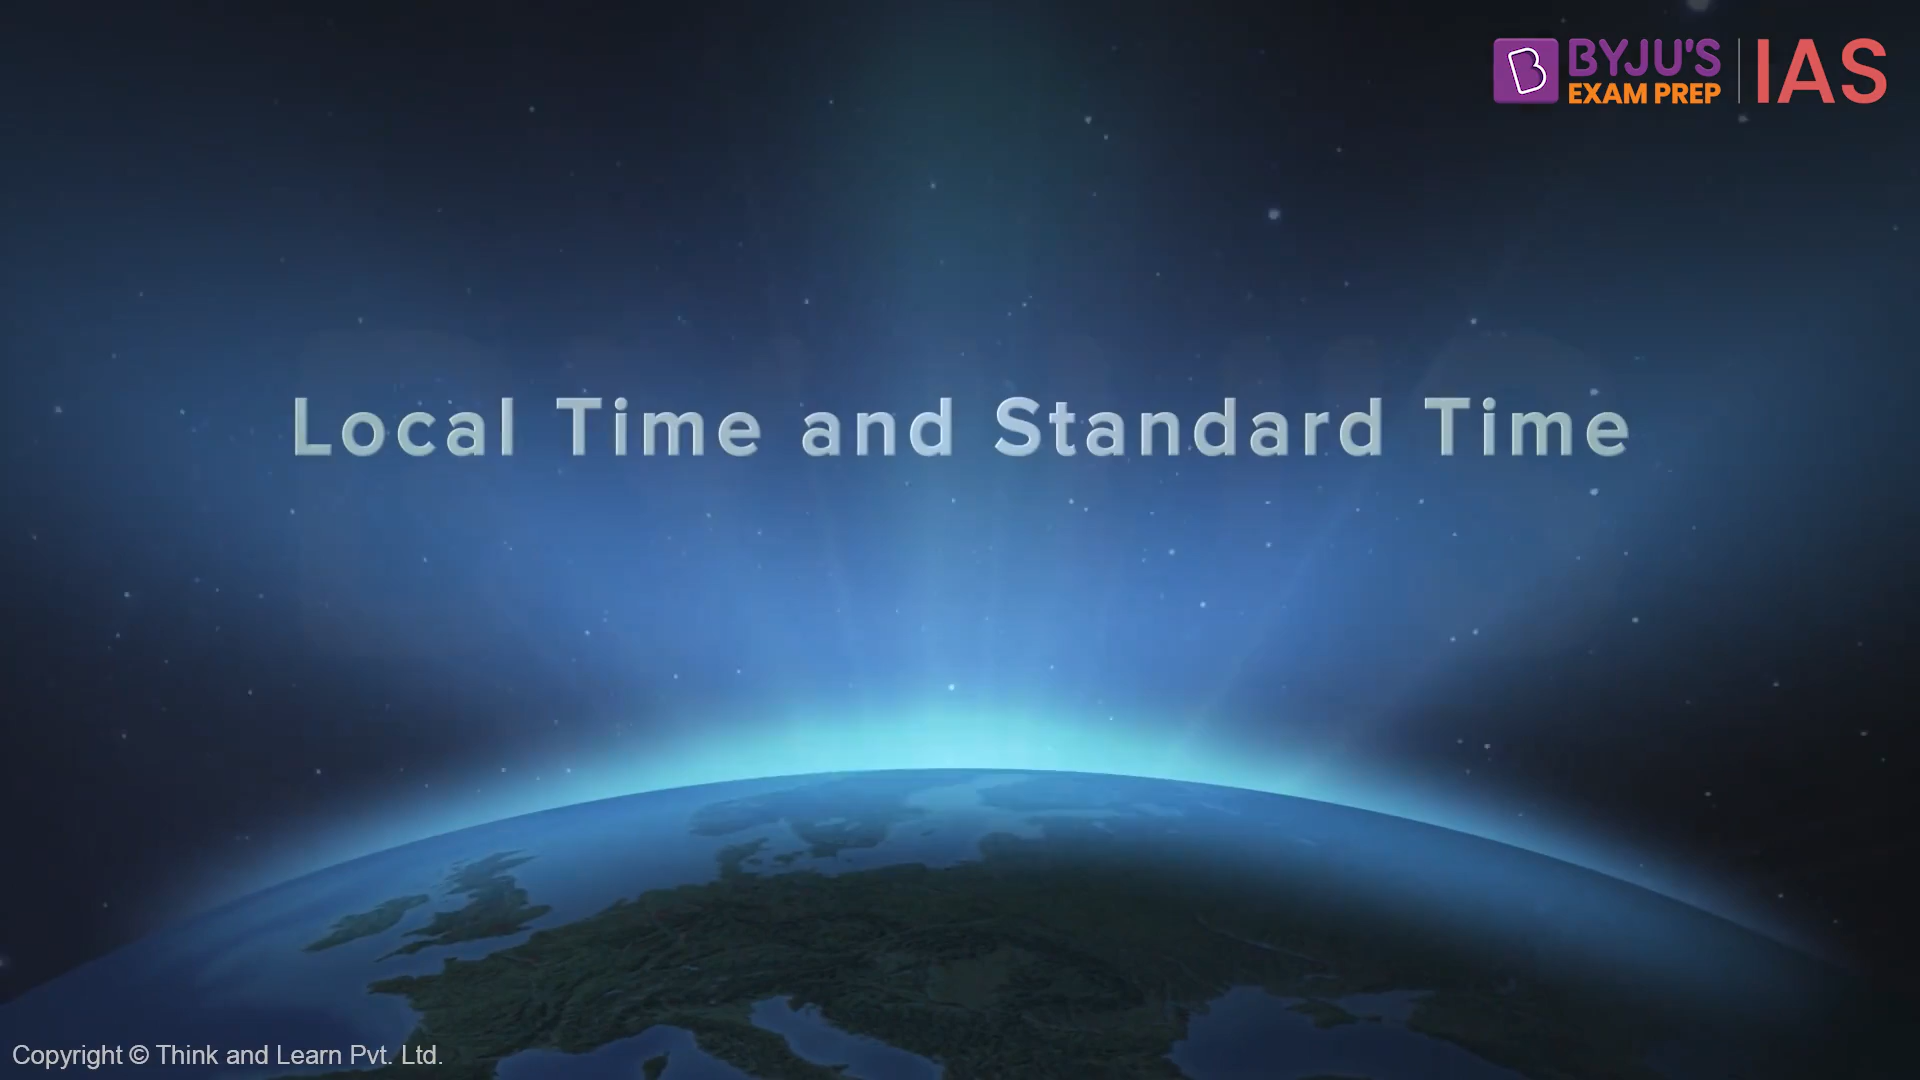 BYJU'S
EXAM PREP
IAS
Local Time and Standard Time
Copyright © Think and Learn Pvt. Ltd.